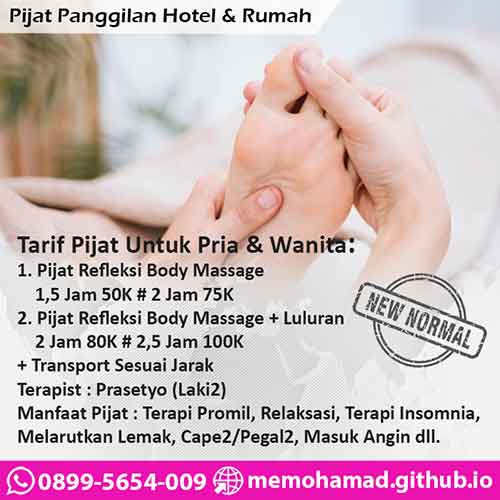 Pijat Panggilan Hotel & Rumah
Tarif Pijat Untuk Pria & Wanita:
1. Pijat Refleksi Body Massage
1,5 Jam 50K # 2 Jam 75K
2. Pijat Refleksi Body Massage + Luluran
2 Jam 80K # 2,5 Jam 100K
+ Transport Sesuai Jarak
Terapist : Prasetyo (Laki2)
Manfaat Pijat : Terapi Promil, Relaksasi, Terapi Insomnia,
Melarutkan Lemak, Cape2/Pegal2, Masuk Angin dll.
NEW NORMAL
0899-5654-009 memohamad.github.io